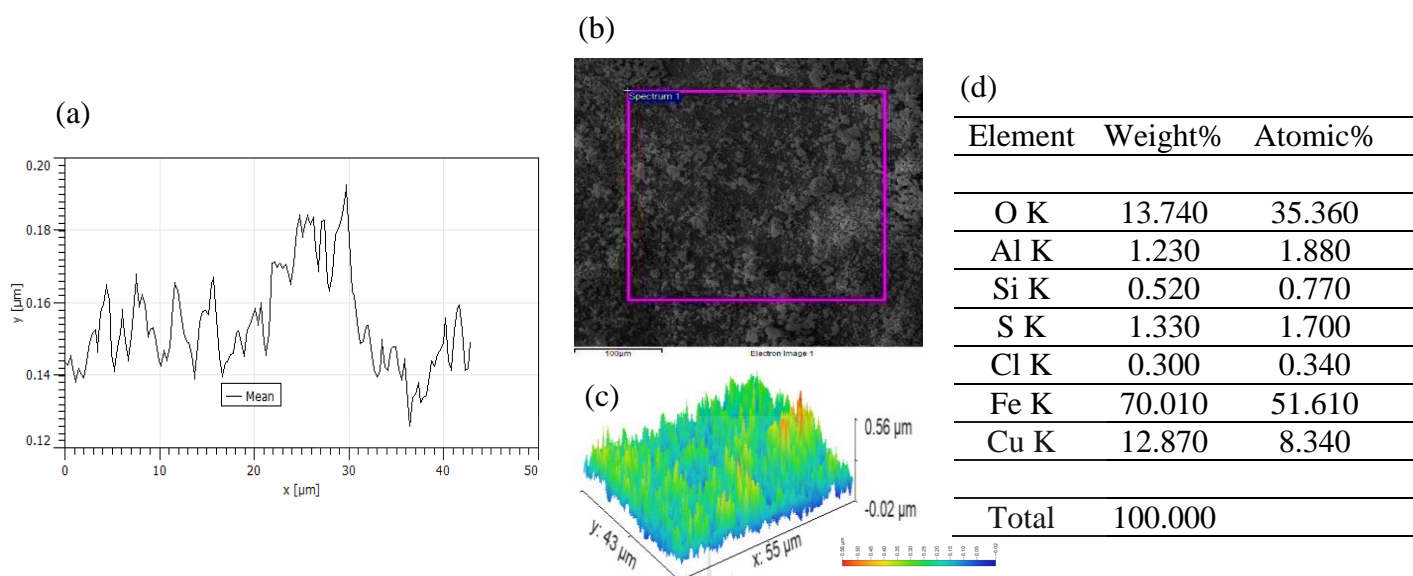 (a)
0.20
0.18
0.16
0.14
0.12
y [µm]
0 10 20 30 40 50
x [µm]
Mean
(b)
Spectrum 1
100µm Electron Image 1
(c)
0.56 µm
-0.02 µm
y: 43 µm
x: 55 µm
(d)
Element Weight% Atomic%
O K 13.740 35.360
Al K 1.230 1.880
Si K 0.520 0.770
S K 1.330 1.700
Cl K 0.300 0.340
Fe K 70.010 51.610
Cu K 12.870 8.340
Total 100.000